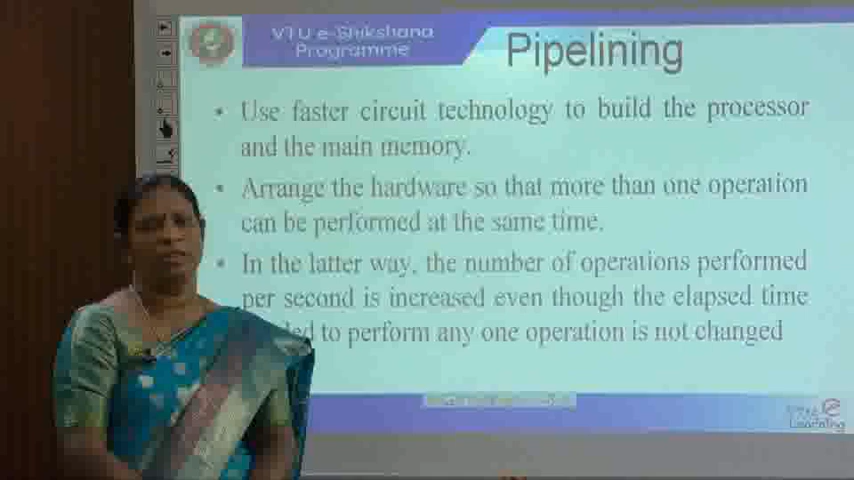 VTU e-Shikshana
Programme
Pipelining
• Use faster circuit technology to build the processor
and the main memory.
• Arrange the hardware so that more than one operation
can be performed at the same time.
• In the latter way, the number of operations performed
per second is increased even though the elapsed time
to perform any one operation is not changed
Learning